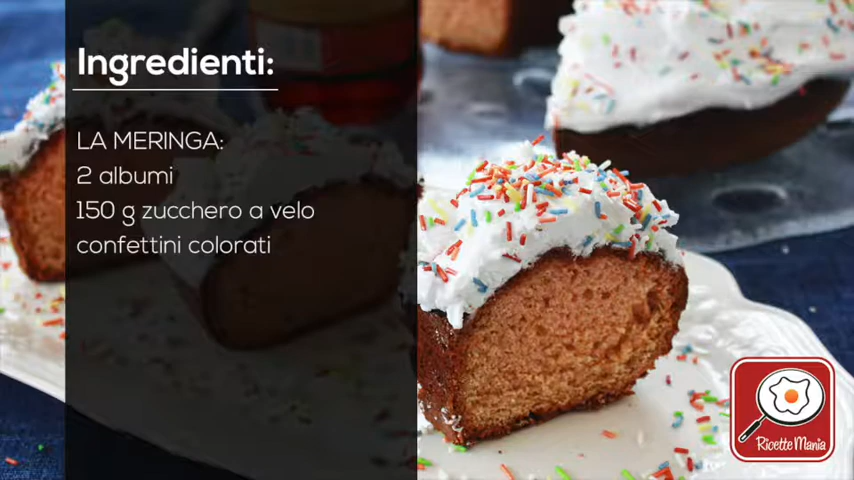 Ingredienti:
LA MERINGA:
2 albumi
150 g zucchero a velo
confettini colorati
Ricette Mania